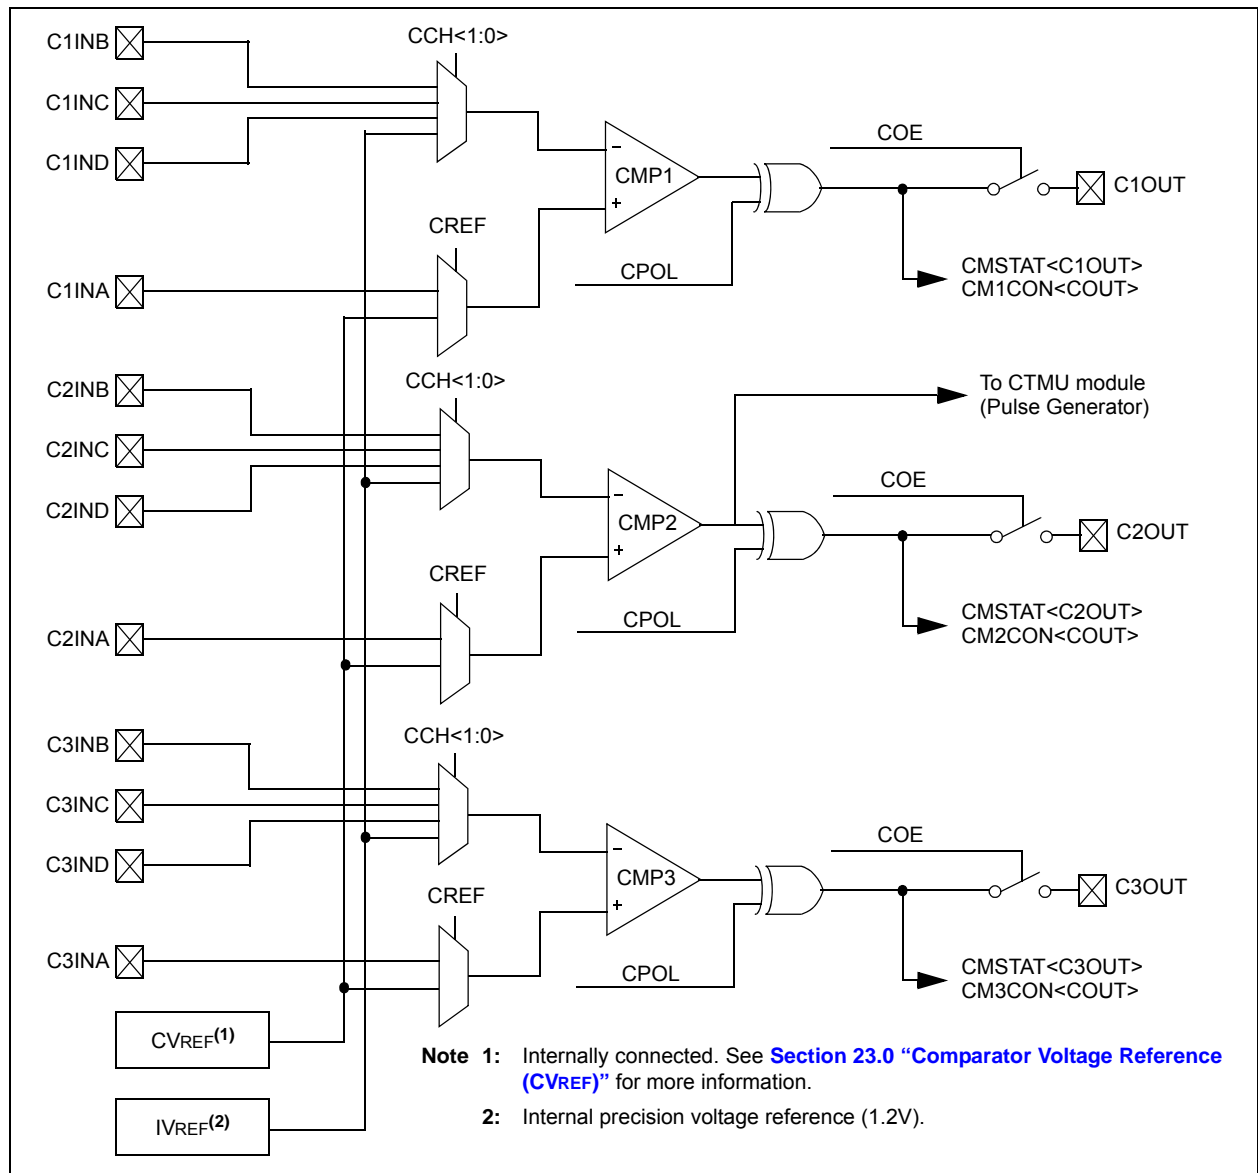 C1INB
CCH<1:0>
C1INC
COE
C1IND
−
CMP1
C1OUT
+
CREF
CPOL
CMSTAT<C1OUT>
CM1CON<COUT>
C1INA
C2INB
CCH<1:0>
To CTMU module
(Pulse Generator)
C2INC
COE
C2IND
−
CMP2
C2OUT
+
CREF
CPOL
CMSTAT<C2OUT>
CM2CON<COUT>
C2INA
C3INB
CCH<1:0>
C3INC
COE
C3IND
−
CMP3
C3OUT
+
CREF
CPOL
CMSTAT<C3OUT>
CM3CON<COUT>
C3INA
CVREF(1)
IVREF(2)
Note 1: Internally connected. See Section 23.0 “Comparator Voltage Reference
(CVREF)” for more information.
2: Internal precision voltage reference (1.2V).